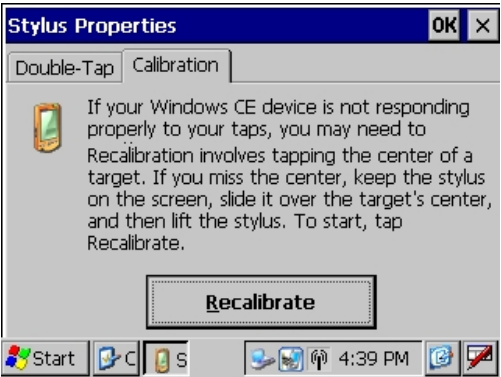 Stylus Properties OK ×
Double-Tap Calibration
If your Windows CE device is not responding
properly to your taps, you may need to
Recalibration involves tapping the center of a
target. If you miss the center, keep the stylus
on the screen, slide it over the target's center,
and then lift the stylus. To start, tap
Recalibrate.
Recalibrate
Start C S 4:39 PM